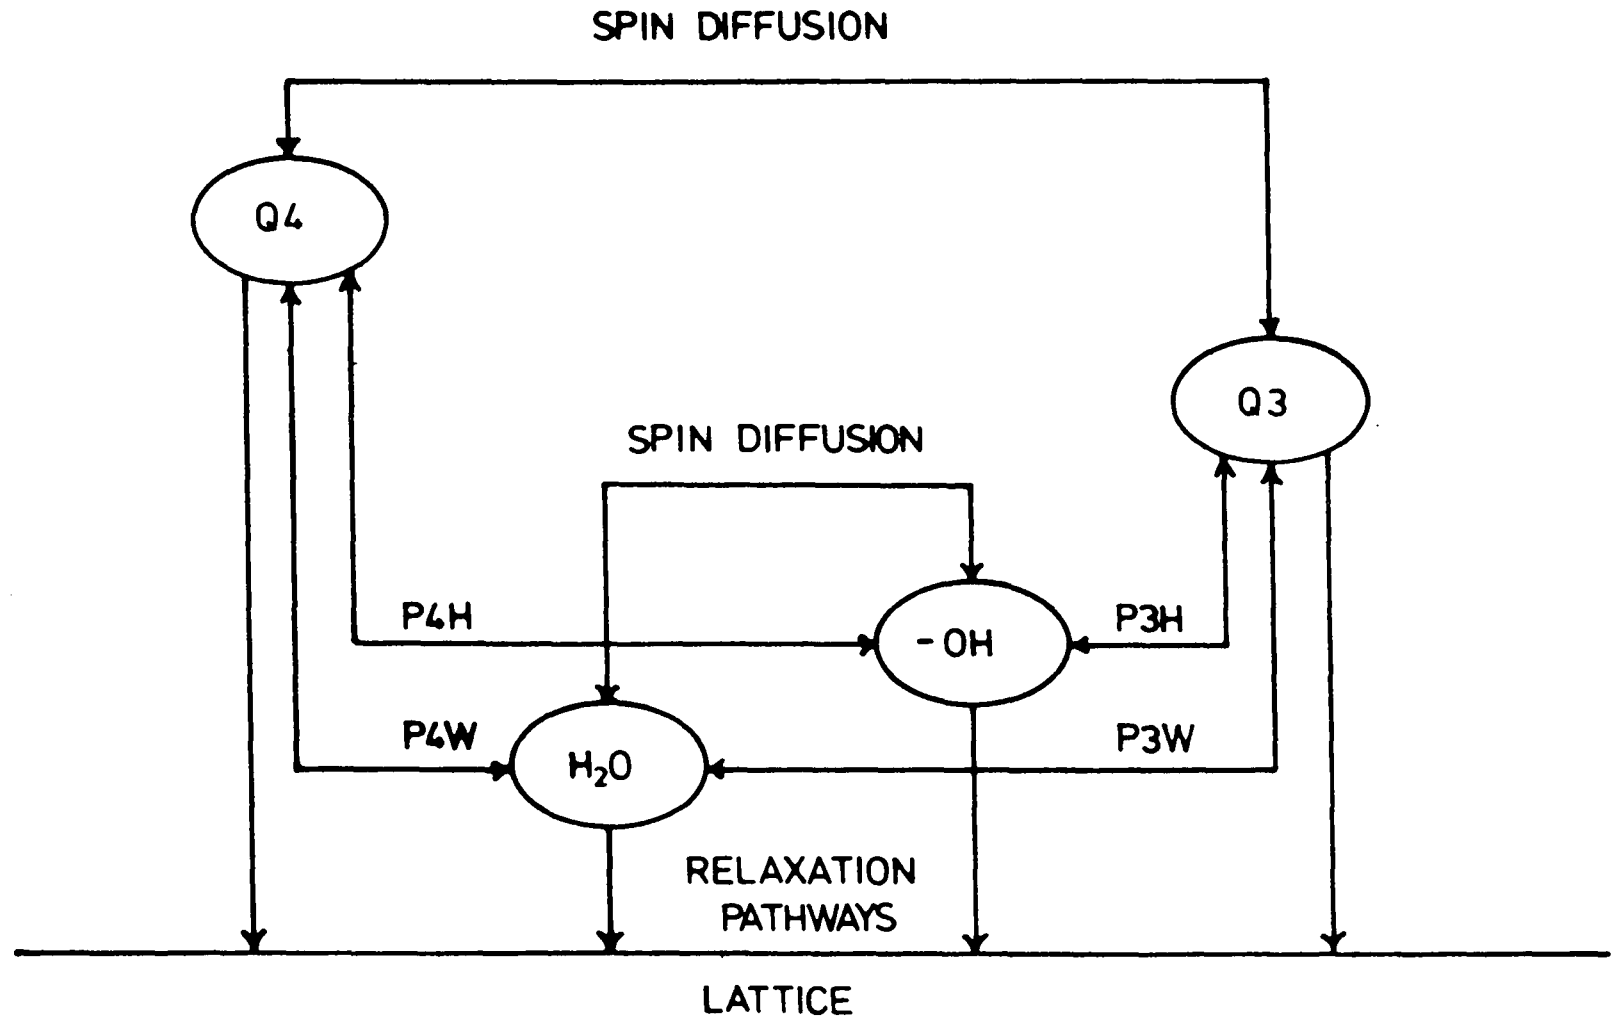 SPIN DIFFUSION
Q4
Q3
SPIN DIFFUSION
P4H
-OH
P3H
P4W
H₂O
P3W
RELAXATION
PATHWAYS
LATTICE